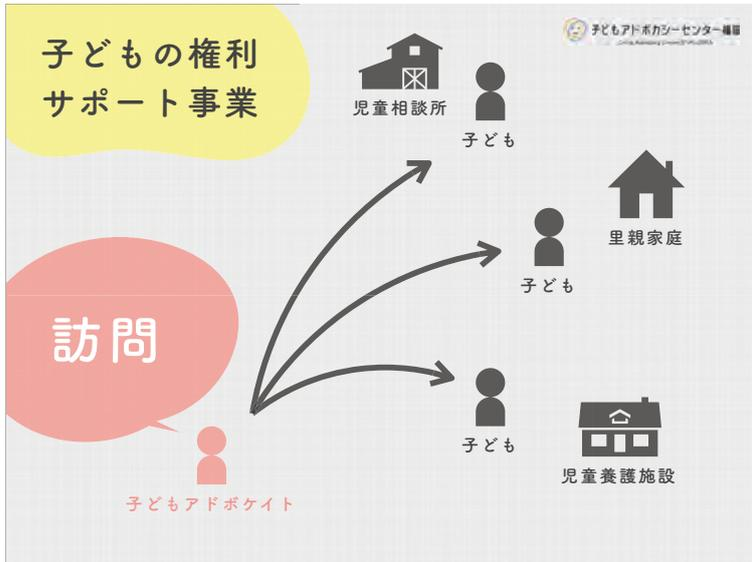 子どもの権利
サポート事業
子どもアドボカシーセンター福岡
児童相談所
子ども
里親家庭
子ども
訪問
子ども
児童養護施設
子どもアドボケイト